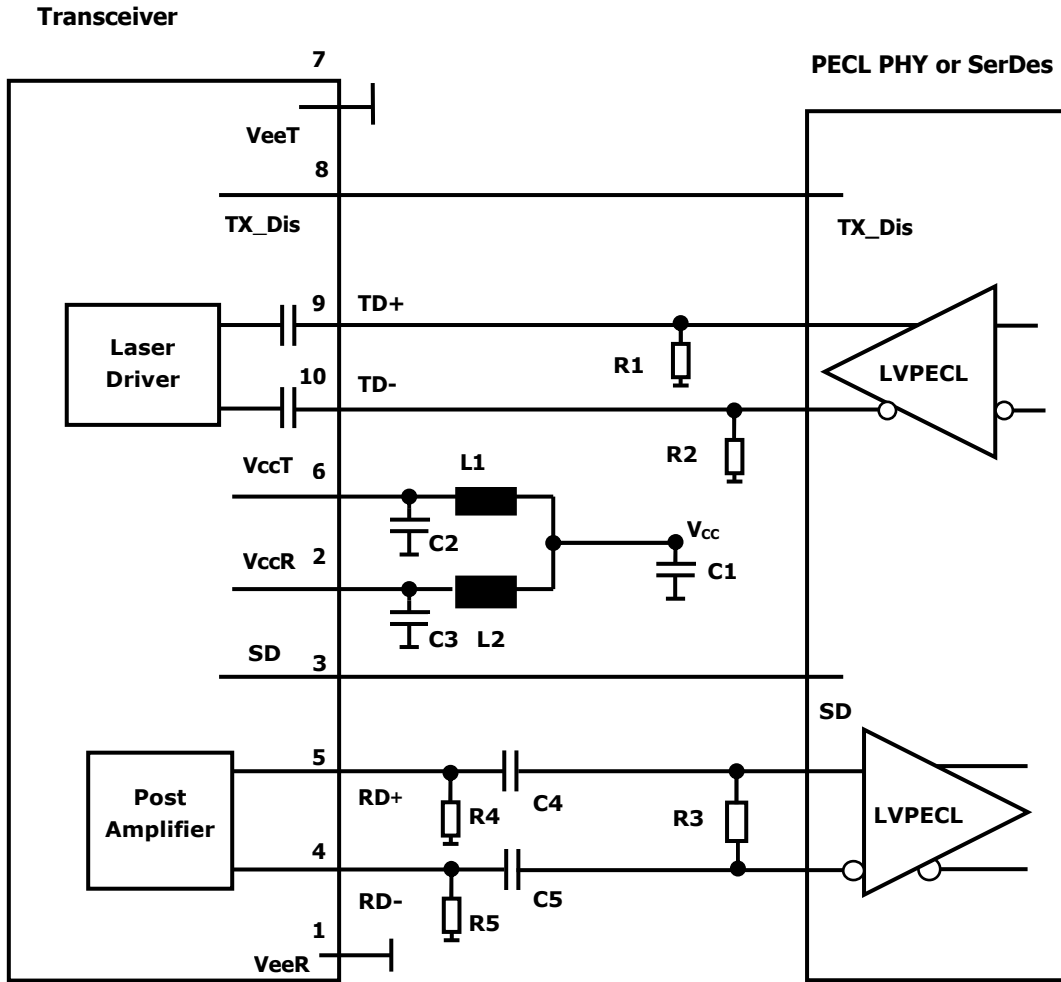 Transceiver
7
PECL PHY or SerDes
VeeT
8
TX_Dis
TX_Dis
9
TD+
Laser
Driver
R1
LVPECL
10
TD-
R2
VccT
6
L1
C2
VCC
C1
VccR
2
C3
L2
SD
3
SD
5
RD+
C4
Post
Amplifier
R4
R3
LVPECL
4
RD-
C5
R5
1
VeeR